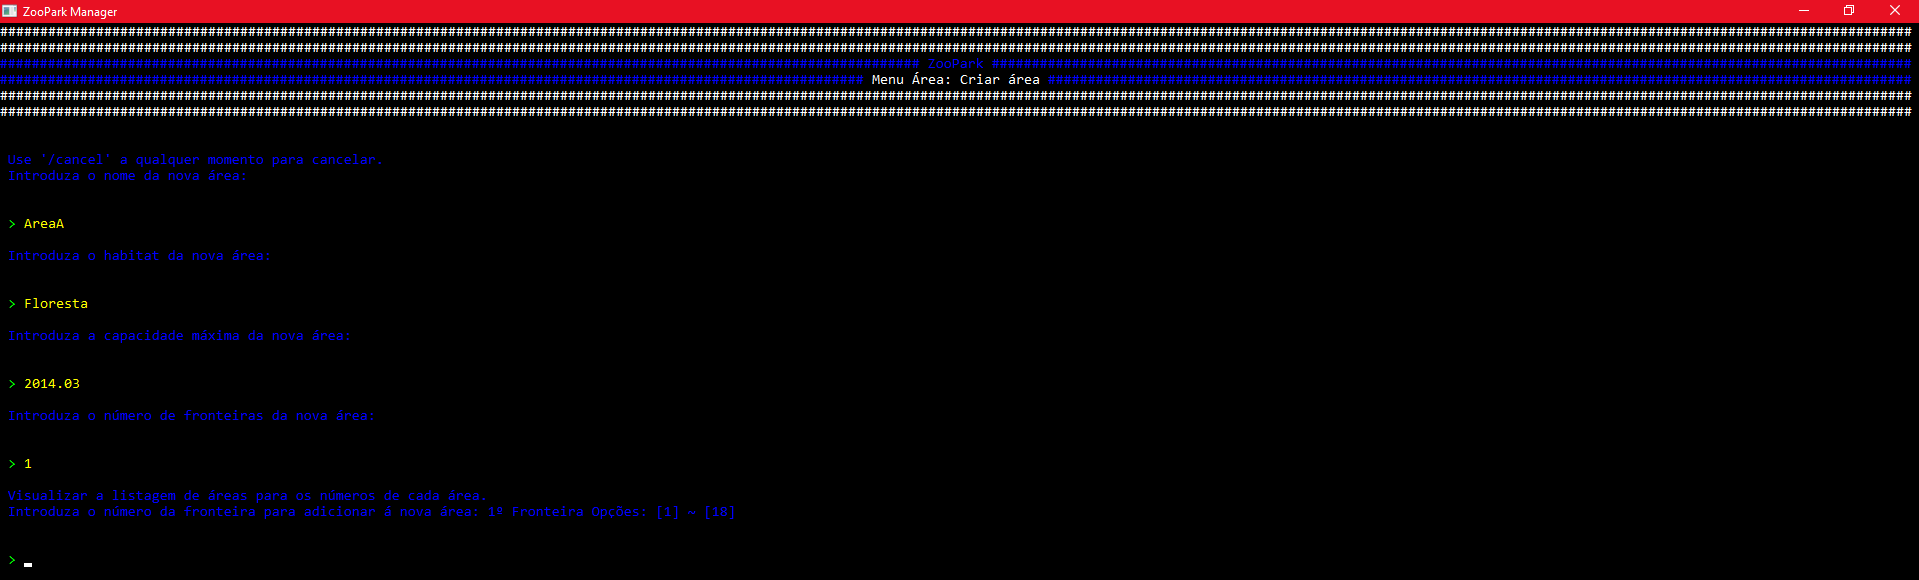 ZooPark Manager
################################################################################################################################################################################################################################################
################################################################################################################################################################################################################################################
################################################################################################################### ZooPark ###################################################################################################################
############################################################################################################ Menu Área: Criar área ############################################################################################################
################################################################################################################################################################################################################################################
################################################################################################################################################################################################################################################
Use '/cancel' a qualquer momento para cancelar.
Introduza o nome da nova área:
> AreaA
Introduza o habitat da nova área:
> Floresta
Introduza a capacidade máxima da nova área:
> 2014.03
Introduza o número de fronteiras da nova área:
> 1
Visualizar a listagem de áreas para os números de cada área.
Introduza o número da fronteira para adicionar á nova área: 1º Fronteira Opções: [1] ~ [18]
>